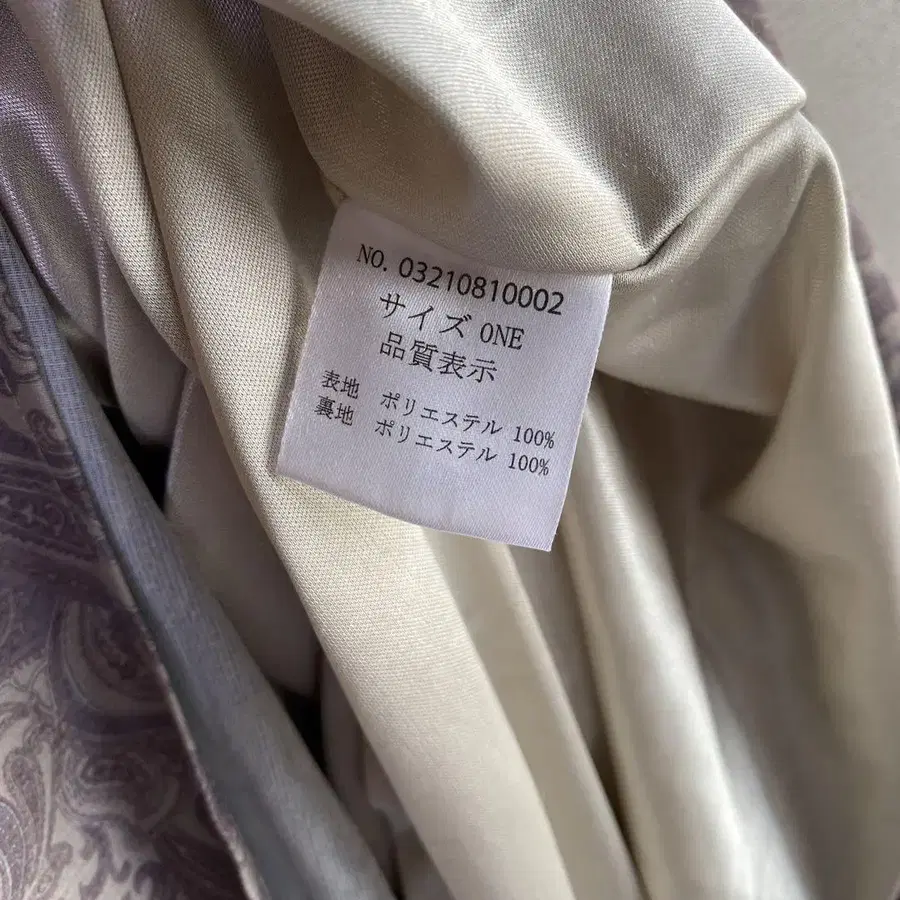 NO. 03210810002
サイズ ONE
品質表示
表地 ポリエステル 100%
裏地 ポリエステル 100%